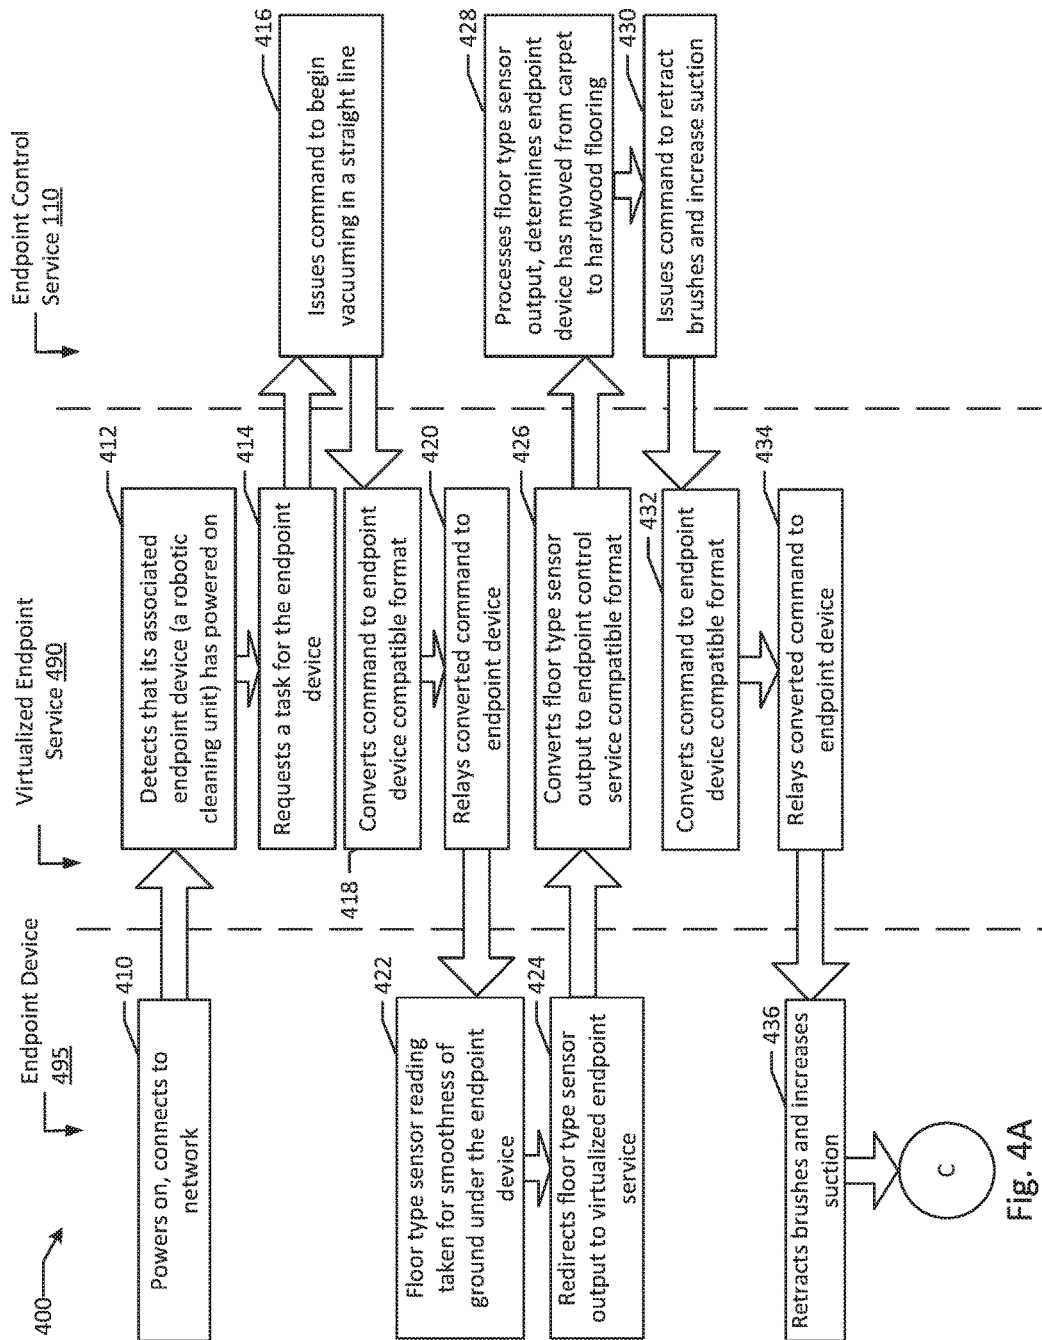 400
Endpoint Device
495
Virtualized Endpoint
Service 490
Endpoint Control
Service 110
410
Powers on, connects to
network
412
Detects that its associated
endpoint device (a robotic
cleaning unit) has powered on
414
Requests a task for the endpoint
device
416
Issues command to begin
vacuuming in a straight line
418
Converts command to endpoint
device compatible format
420
Relays converted command to
endpoint device
422
Floor type sensor reading
taken for smoothness of
ground under the endpoint
device
424
Redirects floor type sensor
output to virtualized endpoint
service
426
Converts floor type sensor
output to endpoint control
service compatible format
428
Processes floor type sensor
output, determines endpoint
device has moved from carpet
to hardwood flooring
430
Issues command to retract
brushes and increase suction
432
Converts command to endpoint
device compatible format
434
Relays converted command to
endpoint device
436
Retracts brushes and increases
suction
C
Fig. 4A